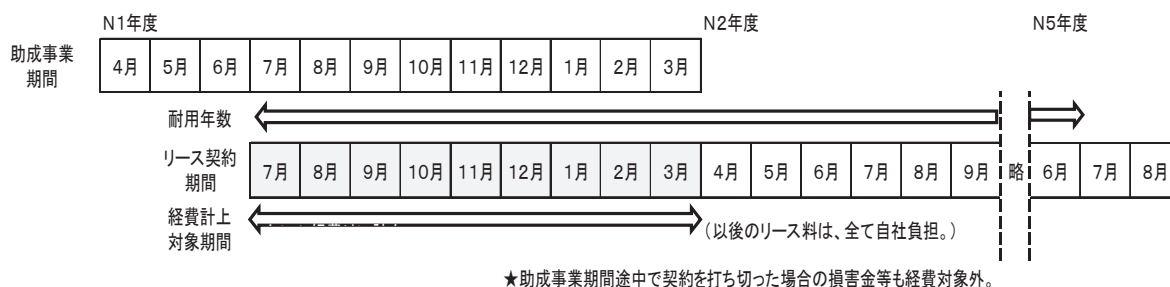 N1年度 N2年度 N5年度
助成事業
期間
4月 5月 6月 7月 8月 9月 10月 11月 12月 1月 2月 3月
耐用年数
リース契約
期間
7月 8月 9月 10月 11月 12月 1月 2月 3月 4月 5月 6月 7月 8月 9月 略 6月 7月 8月
経費計上
対象期間
（以後のリース料は、全て自社負担。）
★助成事業期間途中で契約を打ち切った場合の損害金等も経費対象外。